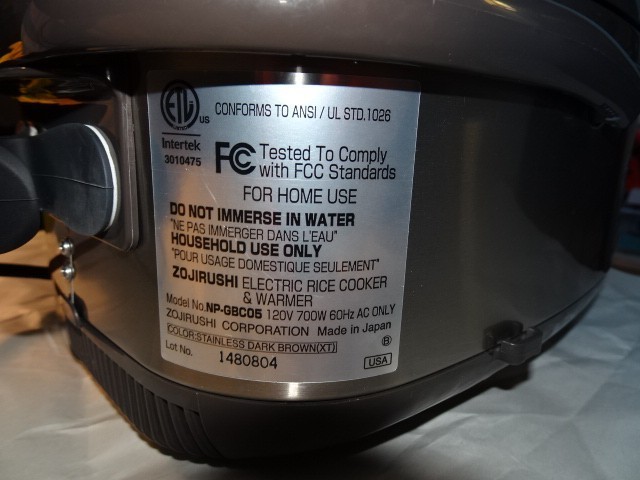 ETL
US
CONFORMS TO ANSI / UL STD.1026
Intertek
3010475
FC Tested To Comply
with FCC Standards
FOR HOME USE
DO NOT IMMERSE IN WATER
"NE PAS IMMERGER DANS L'EAU"
HOUSEHOLD USE ONLY
"POUR USAGE DOMESTIQUE SEULEMENT"
ZOJIRUSHI ELECTRIC RICE COOKER
& WARMER
Model No.NP-GBC05 120V 700W 60Hz AC ONLY
ZOJIRUSHI CORPORATION Made in Japan
COLOR:STAINLESS DARK BROWN(XT) Ⓑ
Lot No. 1480804 USA